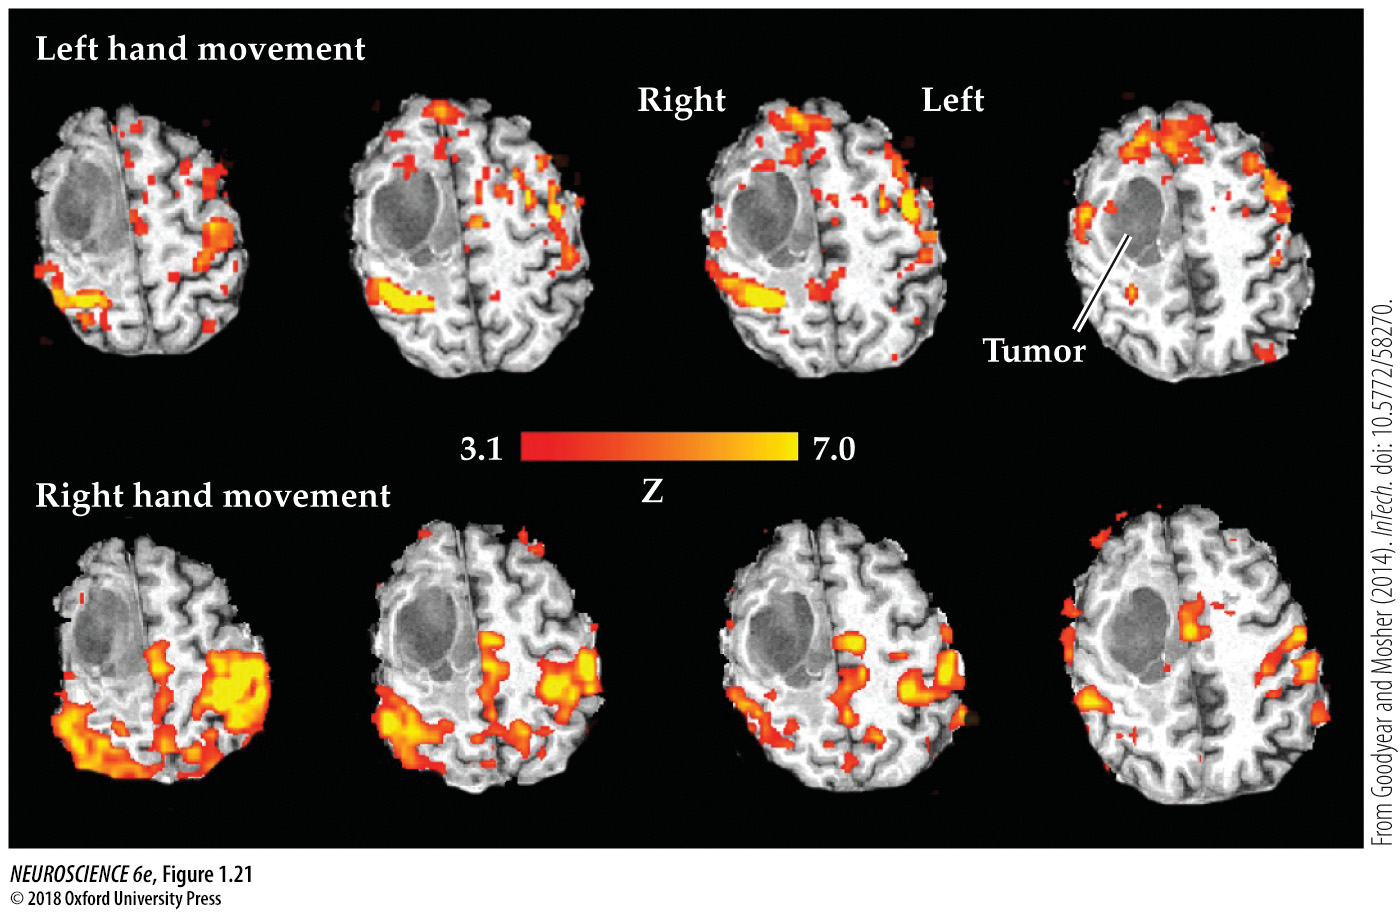 Left hand movement
Right
Left
Tumor
3.1
7.0
Z
Right hand movement
From Goodyear and Mosher (2014). InTech. doi: 10.5772/58270.
NEUROSCIENCE 6e, Figure 1.21
© 2018 Oxford University Press